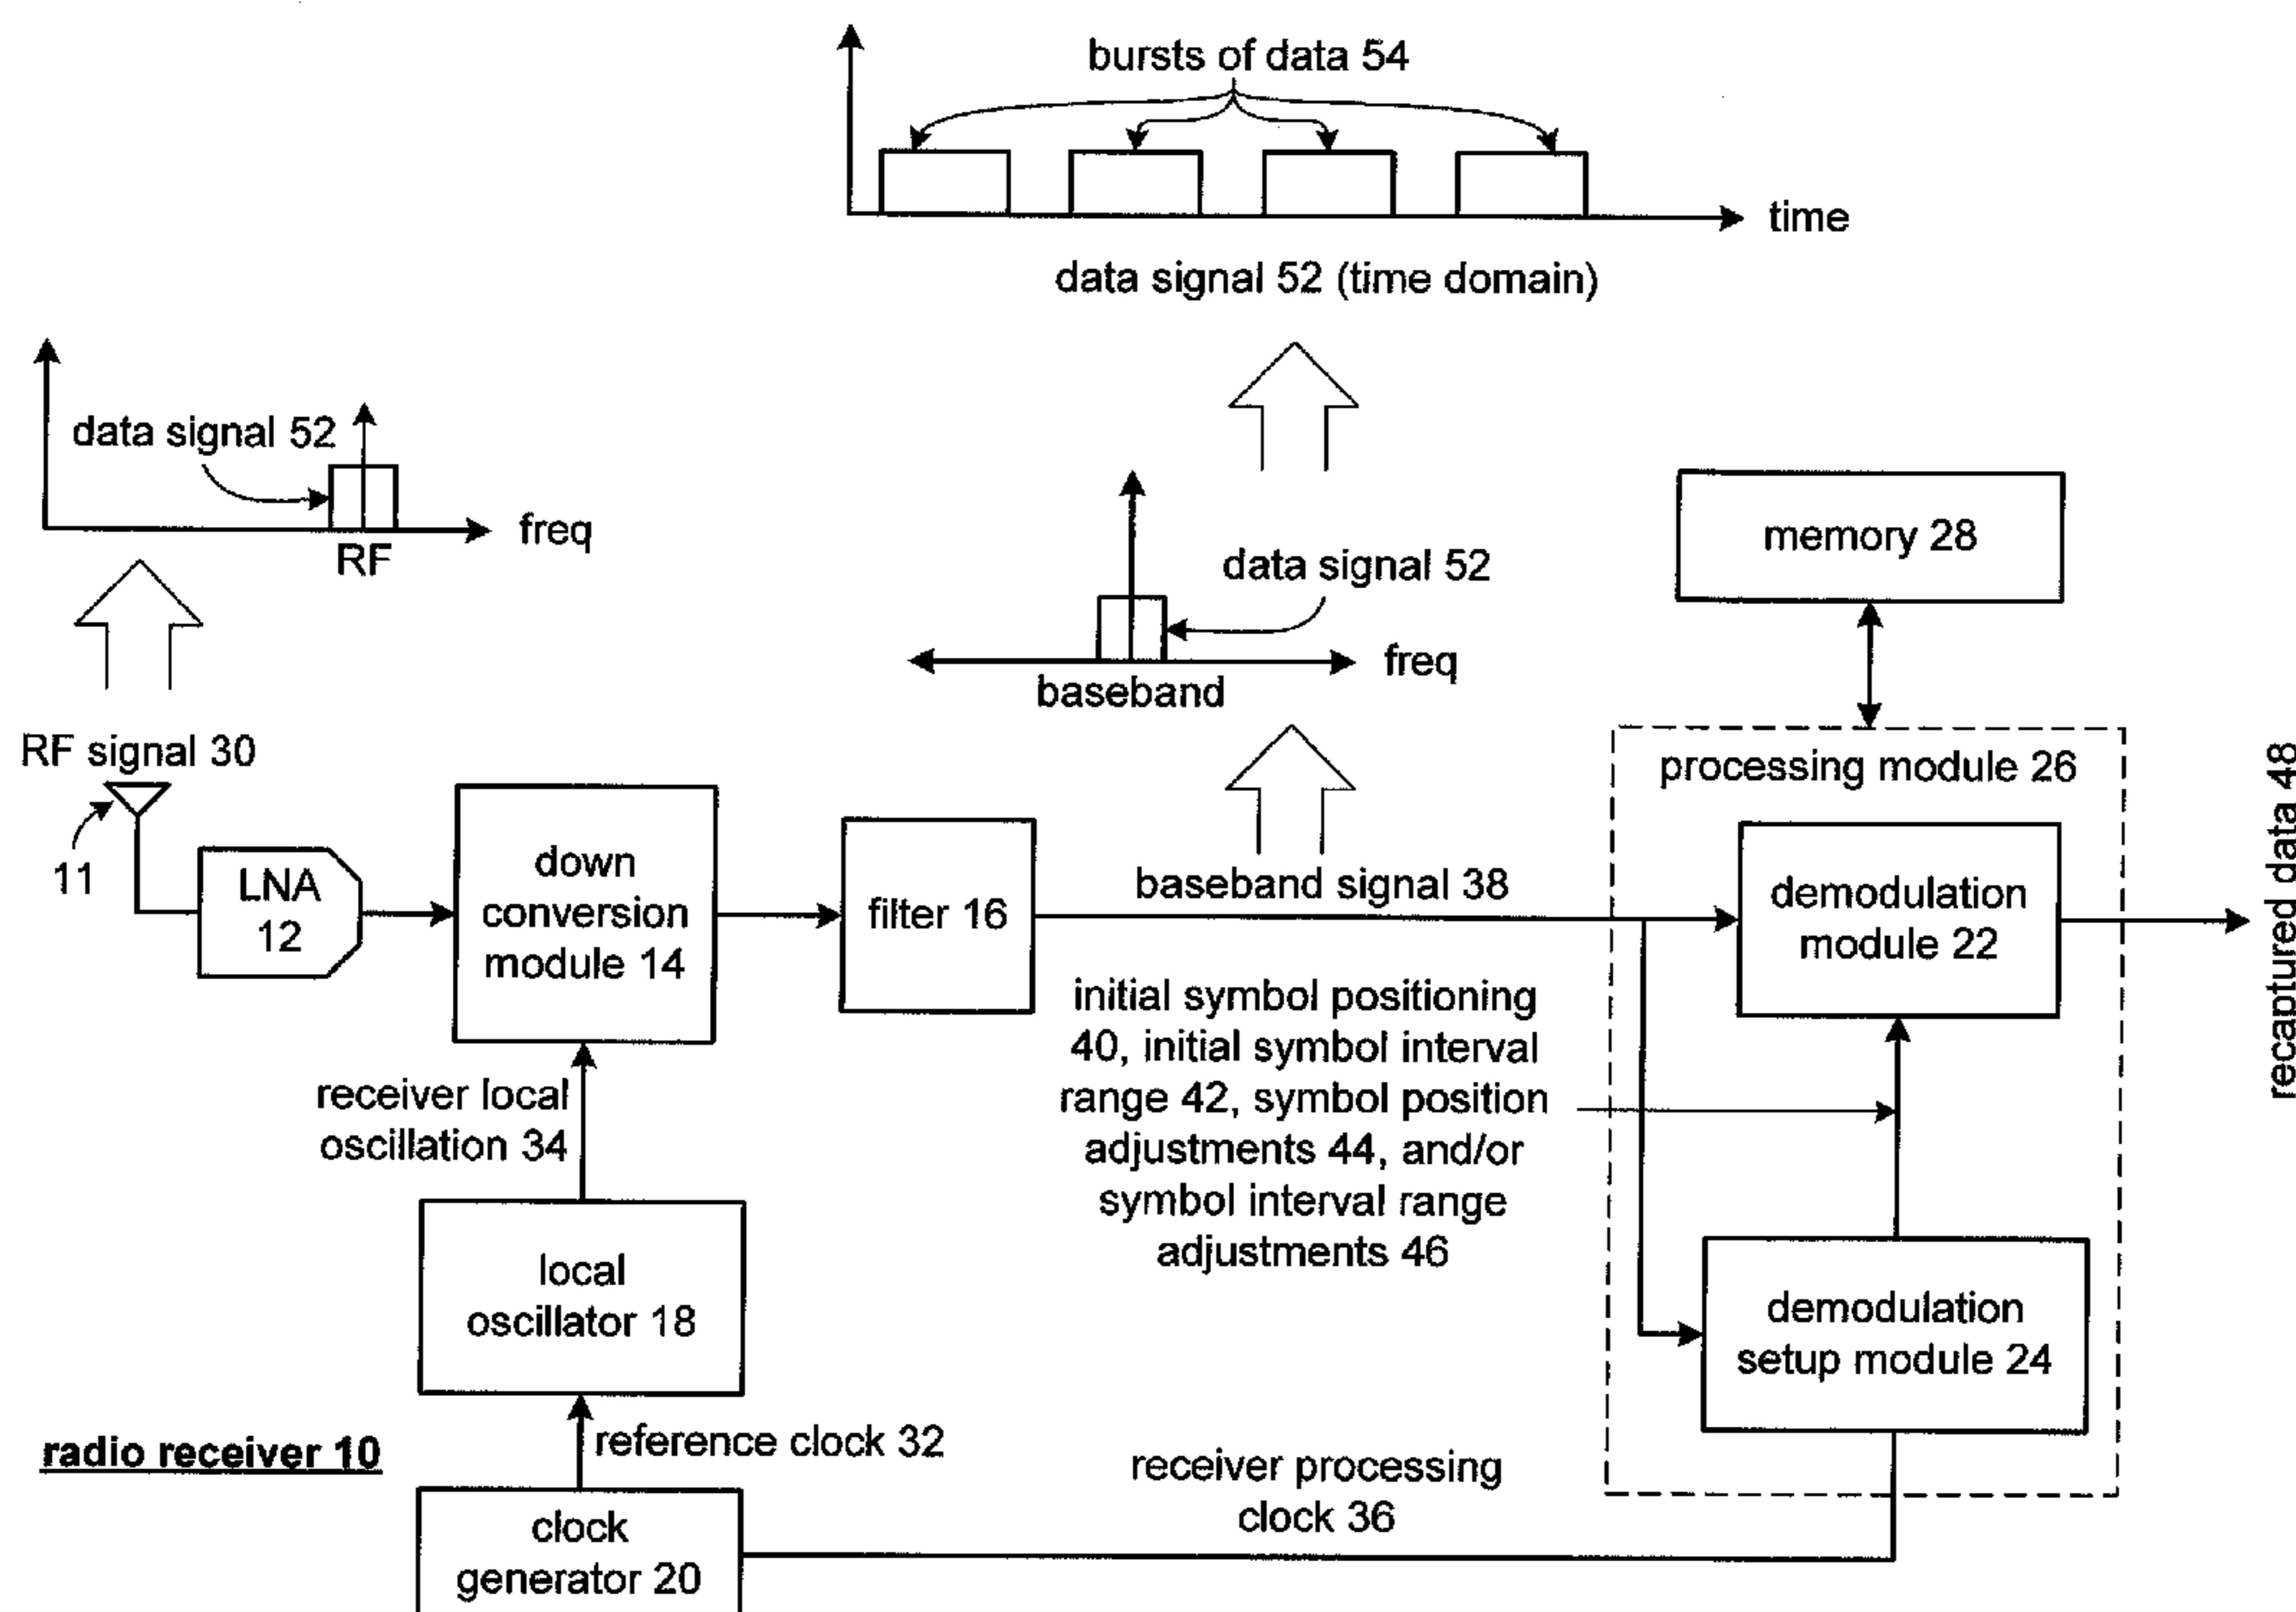 bursts of data 54
time
data signal 52 (time domain)
data signal 52
freq
RF
data signal 52
freq
baseband
memory 28
RF signal 30
11
LNA
12
down
conversion
module 14
filter 16
baseband signal 38
processing module 26
demodulation
module 22
recaptured data 48
initial symbol positioning
40, initial symbol interval
range 42, symbol position
adjustments 44, and/or
symbol interval range
adjustments 46
receiver local
oscillation 34
local
oscillator 18
demodulation
setup module 24
radio receiver 10
reference clock 32
receiver processing
clock 36
clock
generator 20